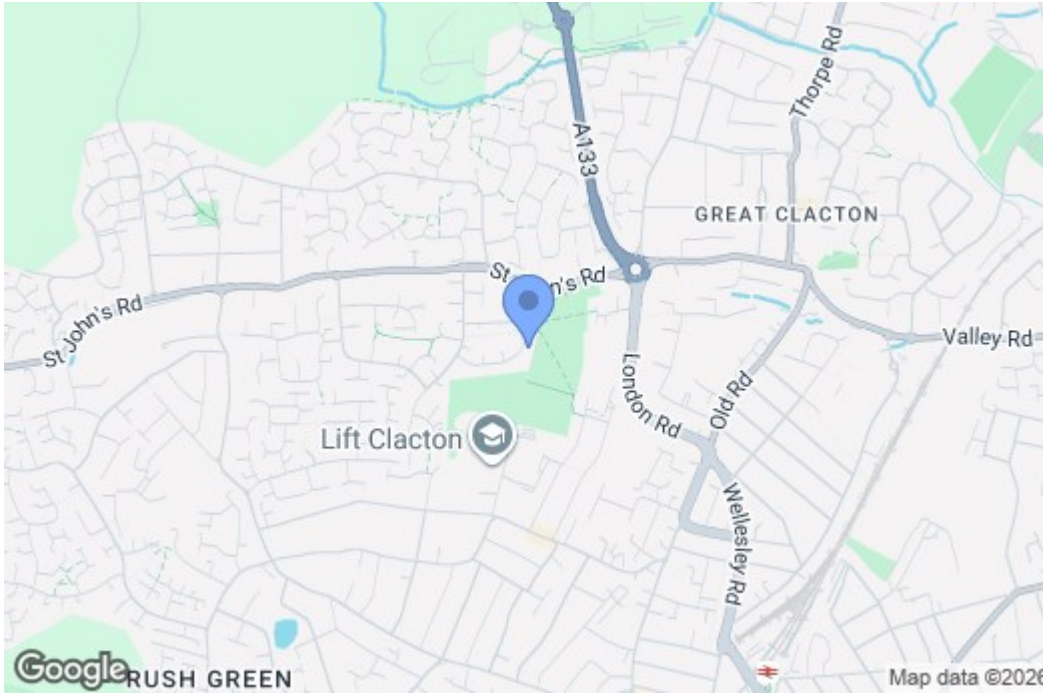 Thorpe Rd
A133
GREAT CLACTON
St John's Rd
St John's Rd
Valley Rd
London Rd
Old Rd
Lift Clacton
Wellesley Rd
Google
RUSH GREEN
Map data ©2026